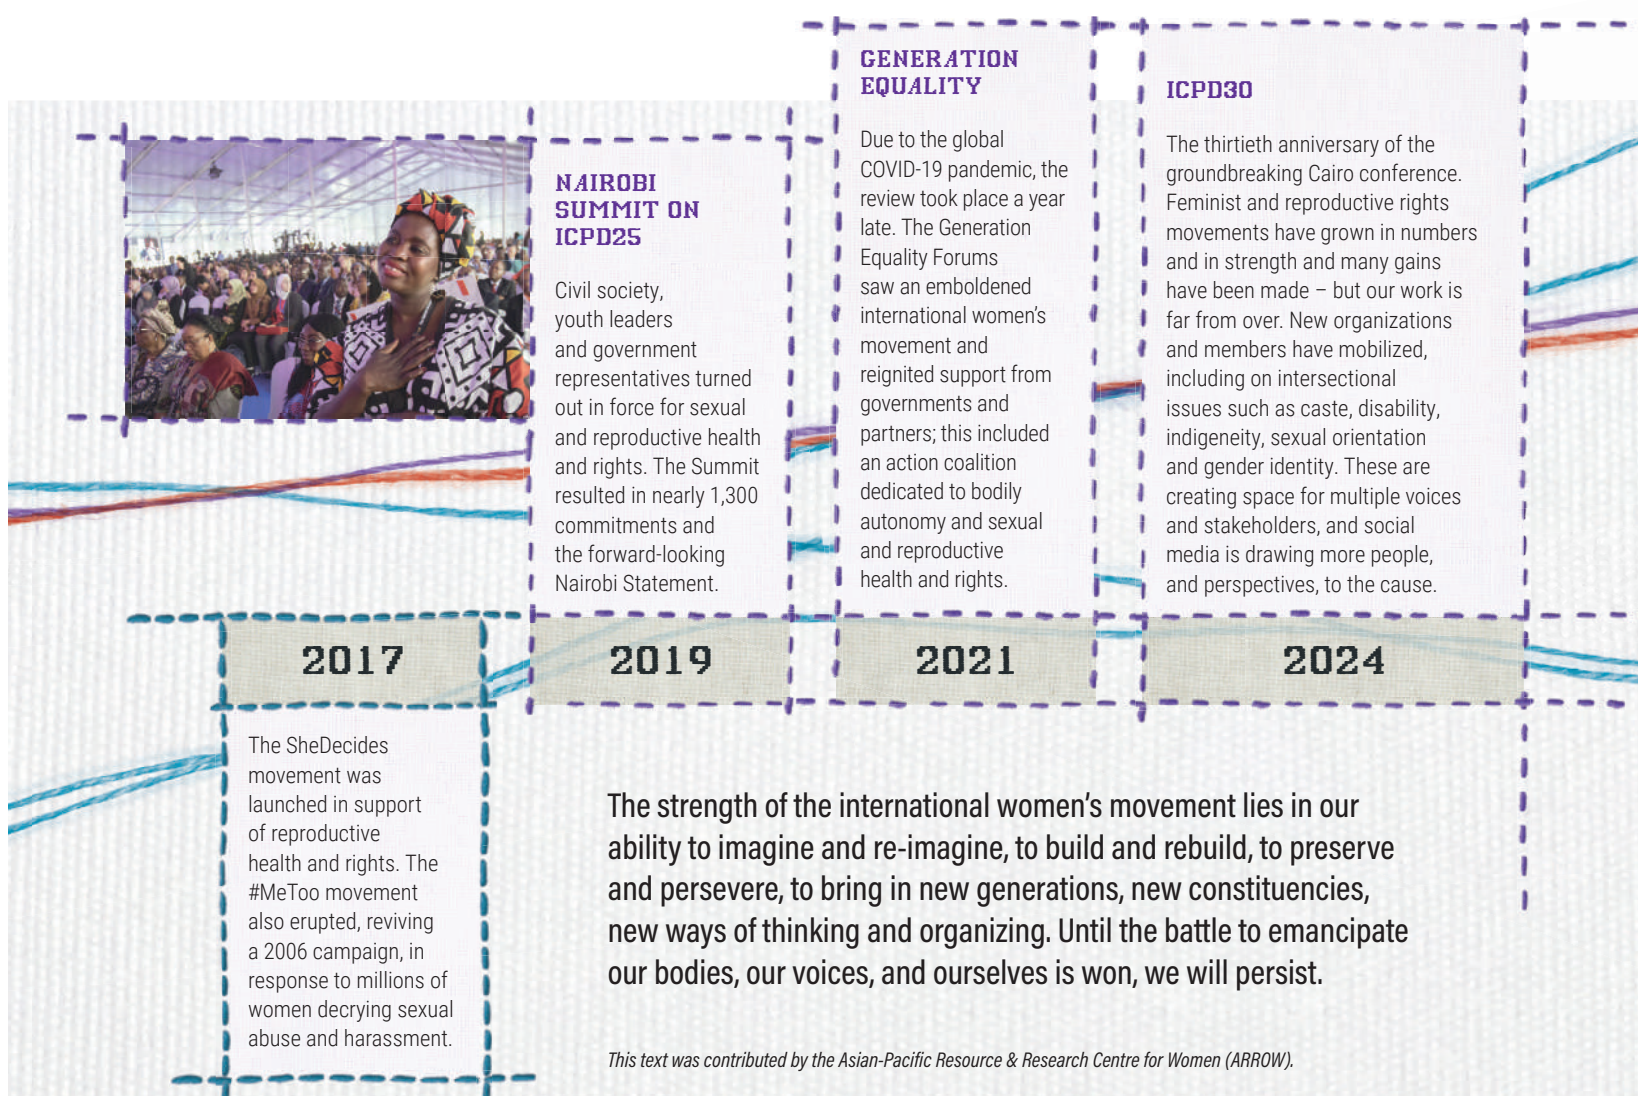 NAIROBI
SUMMIT ON
ICPD25
Civil society,
youth leaders
and government
representatives turned
out in force for sexual
and reproductive health
and rights. The Summit
resulted in nearly 1,300
commitments and
the forward-looking
Nairobi Statement.
GENERATION
EQUALITY
Due to the global
COVID-19 pandemic, the
review took place a year
late. The Generation
Equality Forums
saw an emboldened
international women’s
movement and
reignited support from
governments and
partners; this included
an action coalition
dedicated to bodily
autonomy and sexual
and reproductive
health and rights.
ICPD30
The thirtieth anniversary of the
groundbreaking Cairo conference.
Feminist and reproductive rights
movements have grown in numbers
and in strength and many gains
have been made – but our work is
far from over. New organizations
and members have mobilized,
including on intersectional
issues such as caste, disability,
indigeneity, sexual orientation
and gender identity. These are
creating space for multiple voices
and stakeholders, and social
media is drawing more people,
and perspectives, to the cause.
2017
2019
2021
2024
The SheDecides
movement was
launched in support
of reproductive
health and rights. The
#MeToo movement
also erupted, reviving
a 2006 campaign, in
response to millions of
women decrying sexual
abuse and harassment.
The strength of the international women’s movement lies in our
ability to imagine and re-imagine, to build and rebuild, to preserve
and persevere, to bring in new generations, new constituencies,
new ways of thinking and organizing. Until the battle to emancipate
our bodies, our voices, and ourselves is won, we will persist.
This text was contributed by the Asian-Pacific Resource & Research Centre for Women (ARROW).